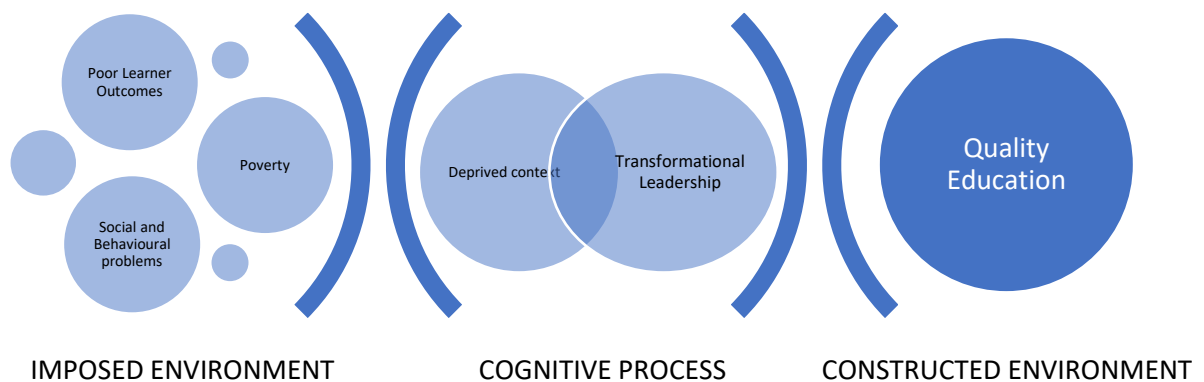 Poor Learner
Outcomes
Poverty
Social and
Behavioural
problems
Deprived context
Transformational
Leadership
Quality
Education
IMPOSED ENVIRONMENT
COGNITIVE PROCESS
CONSTRUCTED ENVIRONMENT